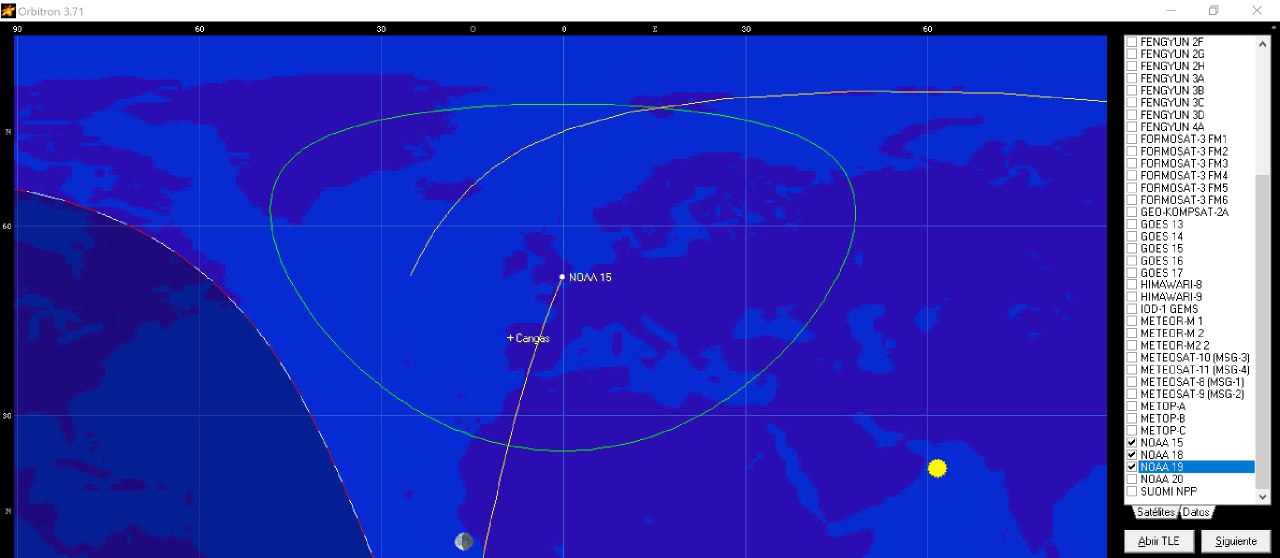 Orbitron 3.71
90 60 30 O 0 E 30 60
N
60
30
N
NOAA 15
Cangas
FENGYUN 2F
FENGYUN 2G
FENGYUN 2H
FENGYUN 3A
FENGYUN 3B
FENGYUN 3C
FENGYUN 3D
FENGYUN 4A
FORMOSAT-3 FM1
FORMOSAT-3 FM2
FORMOSAT-3 FM3
FORMOSAT-3 FM4
FORMOSAT-3 FM5
FORMOSAT-3 FM6
GEO-KOMPSAT-2A
GOES 13
GOES 14
GOES 15
GOES 16
GOES 17
HIMAWARI-8
HIMAWARI-9
IOD-1 GEMS
METEOR-M 1
METEOR-M 2
METEOR-M2 2
METEOSAT-10 (MSG-3)
METEOSAT-11 (MSG-4)
METEOSAT-8 (MSG-1)
METEOSAT-9 (MSG-2)
METOP-A
METOP-B
METOP-C
NOAA 15
NOAA 18
NOAA 19
NOAA 20
SUOMI NPP
Satélites Datos
Abrir TLE Siguiente